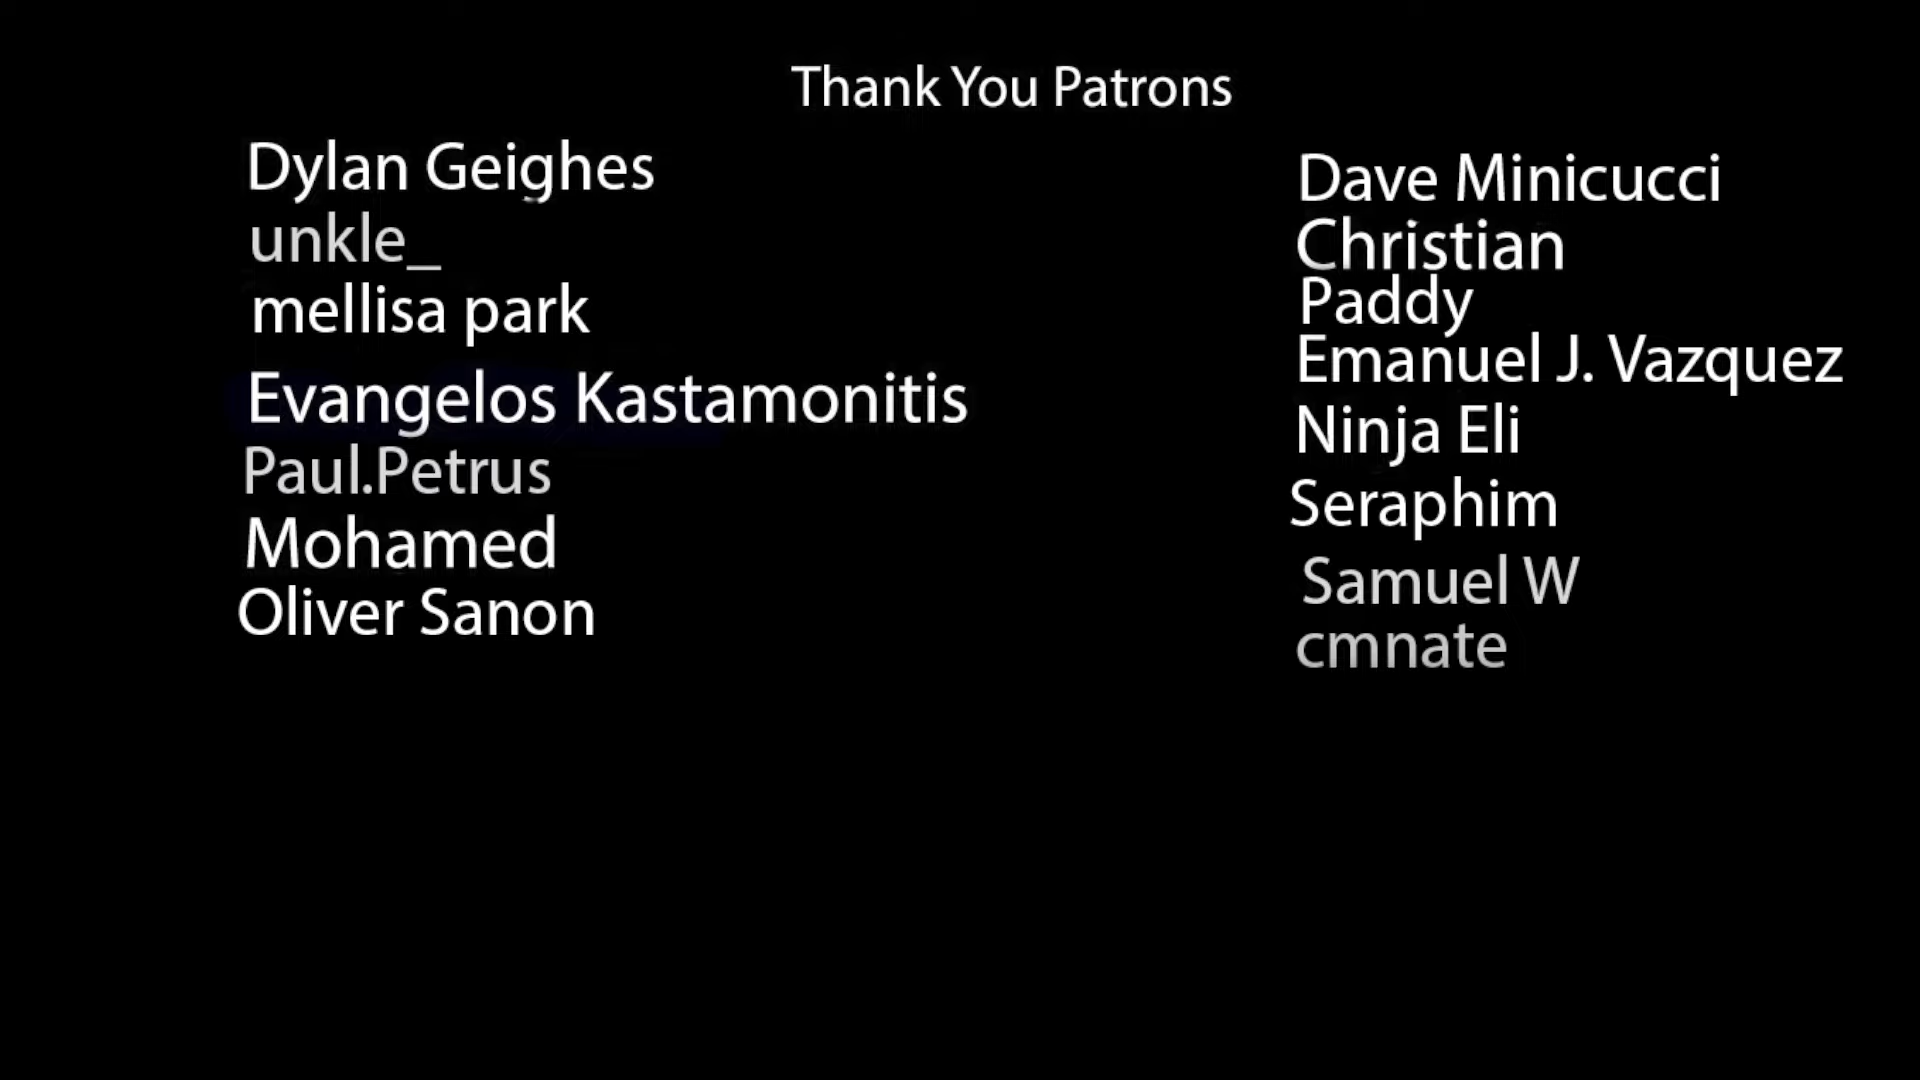 Thank You Patrons
Dylan Geighes
unkle_
mellisa park
Evangelos Kastamonitis
Paul.Petrus
Mohamed
Oliver Sanon
Dave Minicucci
Christian
Paddy
Emanuel J. Vazquez
Ninja Eli
Seraphim
Samuel W
cmnate